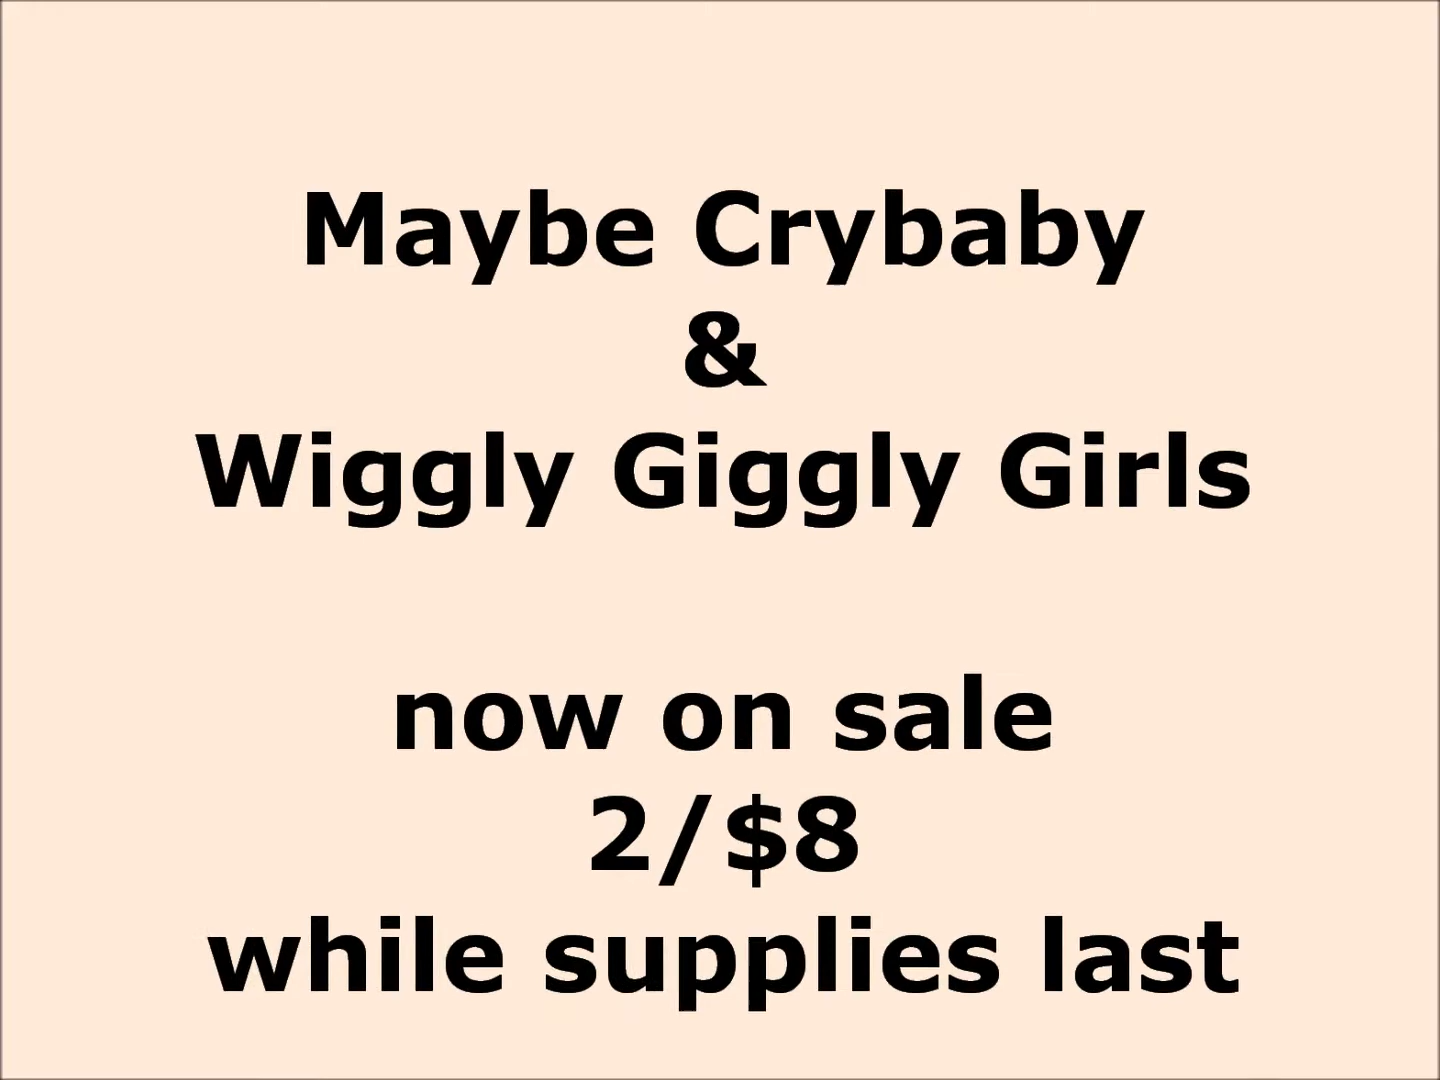 Maybe Crybaby
&
Wiggly Giggly Girls
now on sale
2/$8
while supplies last